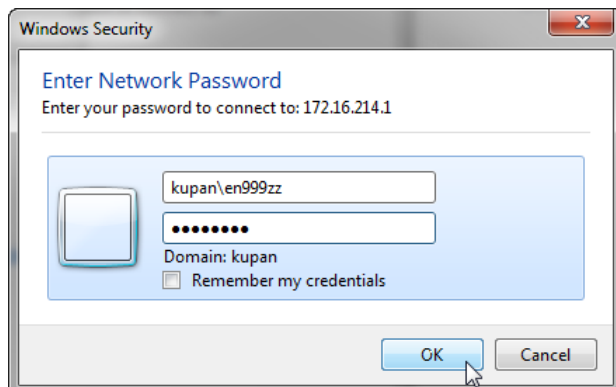 Windows Security
Enter Network Password
Enter your password to connect to: 172.16.214.1
kupan\en999zz
••••••••
Domain: kupan
Remember my credentials
OK
Cancel